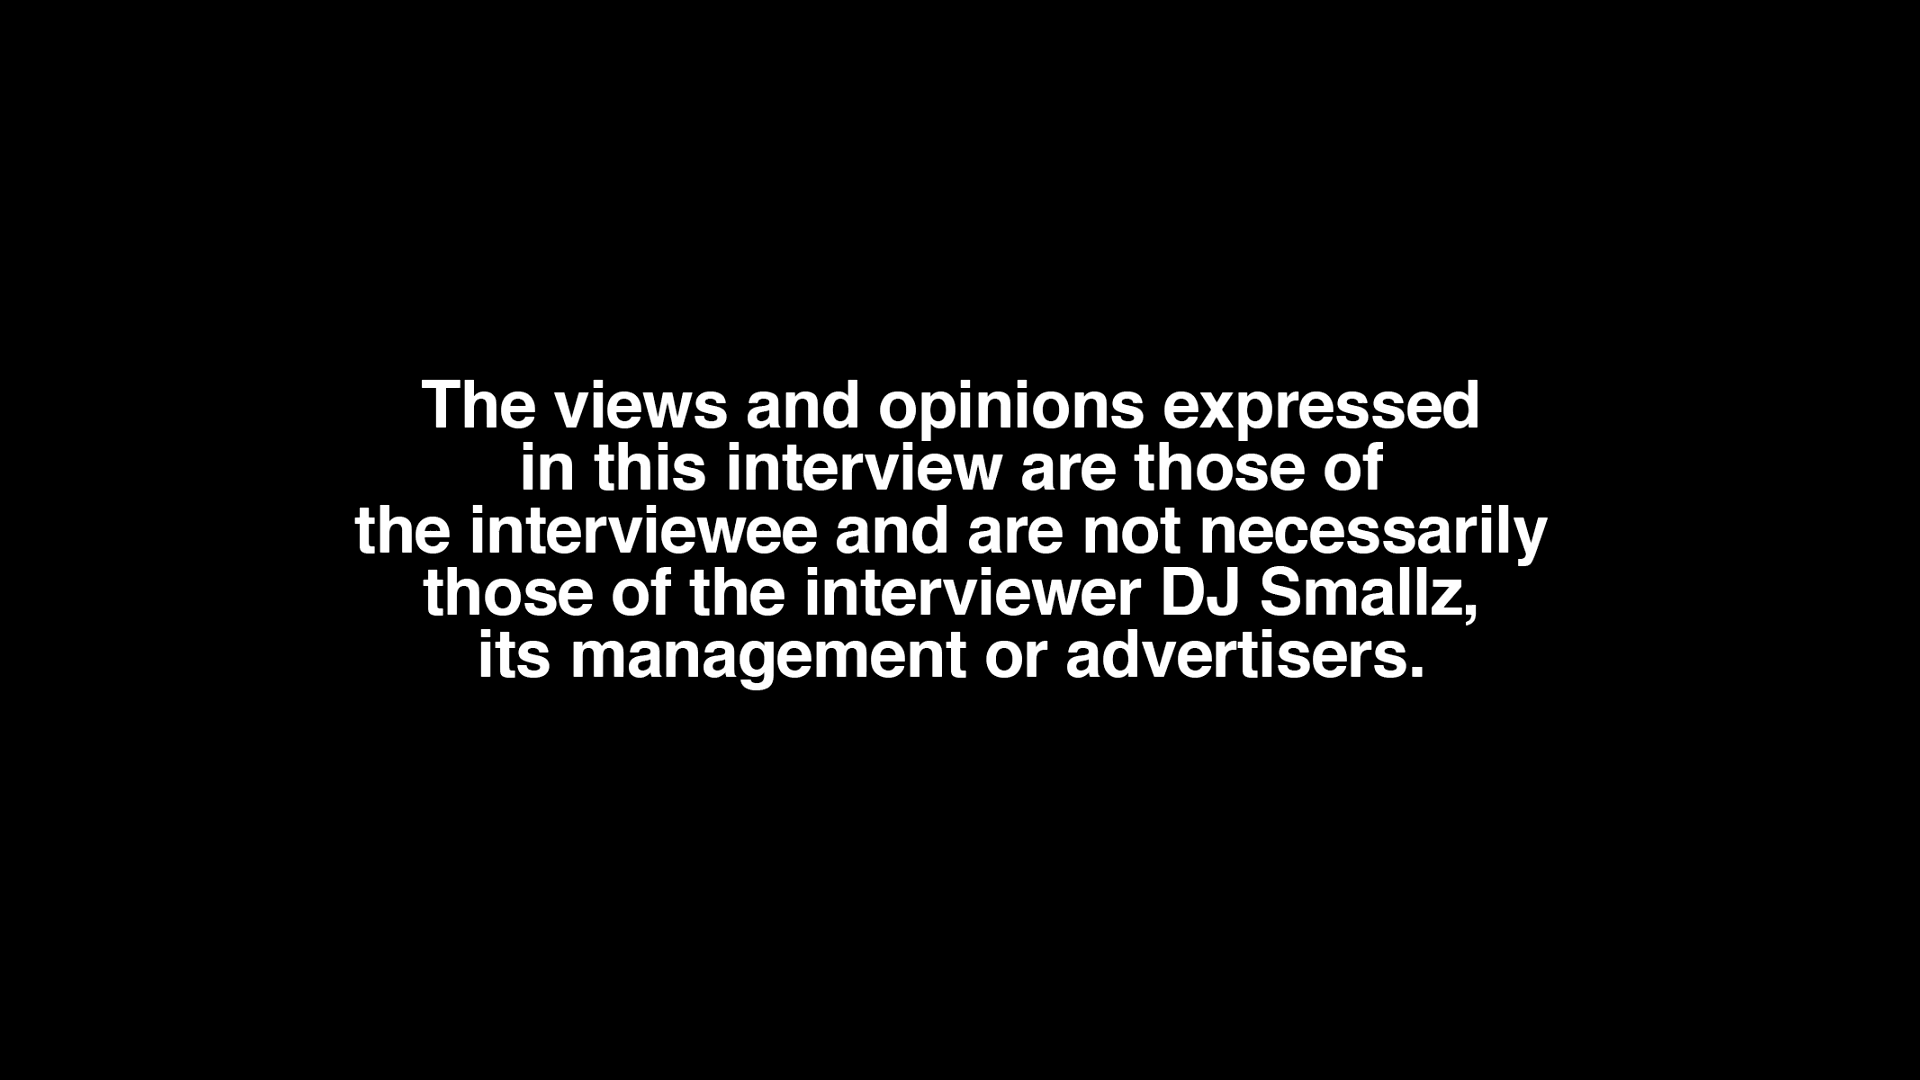 The views and opinions expressed
in this interview are those of
the interviewee and are not necessarily
those of the interviewer DJ Smallz,
its management or advertisers.